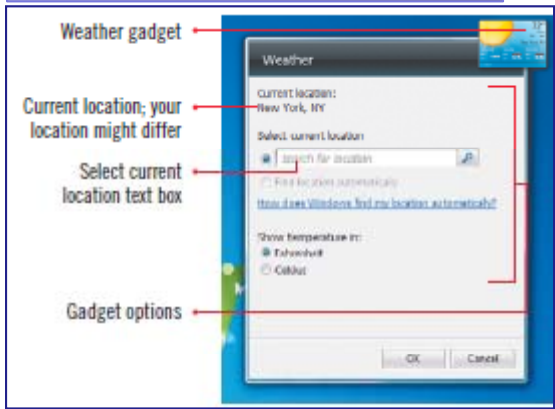 Weather gadget
Weather
Current location; your
location might differ
Current location:
New York, NY
Select current location
Select current
location text box
Search for location
Find location automatically
How does Windows find my location automatically?
Show temperature in:
Fahrenheit
Celsius
Gadget options
OK
Cancel